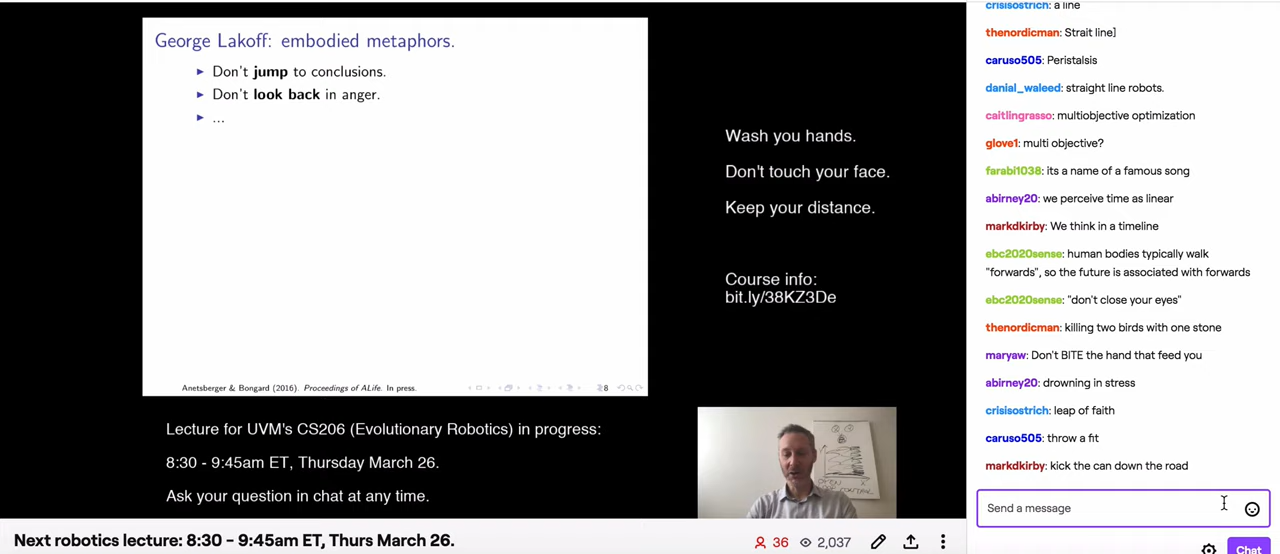 George Lakoff: embodied metaphors.
Don't jump to conclusions.
Don't look back in anger.
...
Anetsberger & Bongard (2016). Proceedings of ALife. In press.
8
Wash you hands.
Don't touch your face.
Keep your distance.
Course info:
bit.ly/38KZ3De
Lecture for UVM's CS206 (Evolutionary Robotics) in progress:
8:30 - 9:45am ET, Thursday March 26.
Ask your question in chat at any time.
Next robotics lecture: 8:30 - 9:45am ET, Thurs March 26.
36
2,037
crisisostrich: a line
thenordicman: Strait line]
caruso505: Peristalsis
danial_waleed: straight line robots.
caitlingrasso: multiobjective optimization
glove1: multi objective?
farabi1038: its a name of a famous song
abirney20: we perceive time as linear
markdkirby: We think in a timeline
ebc2020sense: human bodies typically walk
"forwards", so the future is associated with forwards
ebc2020sense: "don't close your eyes"
thenordicman: killing two birds with one stone
maryaw: Don't BITE the hand that feed you
abirney20: drowning in stress
crisisostrich: leap of faith
caruso505: throw a fit
markdkirby: kick the can down the road
Send a message
Chat